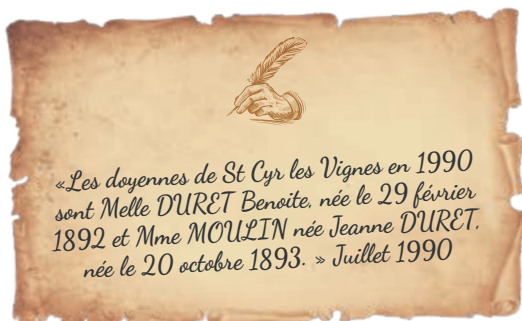 «Les doyennes de St Cyr les Vignes en 1990
sont Melle DURET Benoite, née le 29 février
1892 et Mme MOULIN née Jeanne DURET,
née le 20 octobre 1893. » Juillet 1990